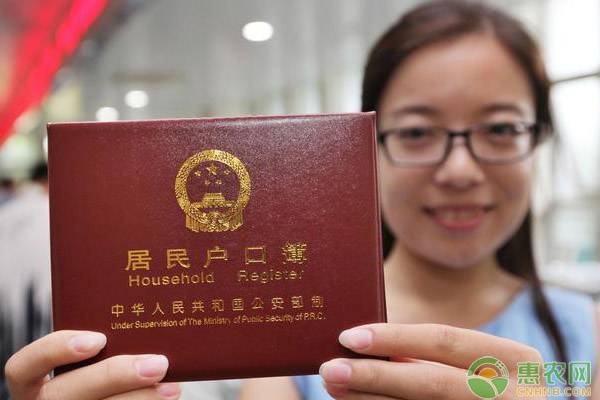 居民户口簿
Household Register
中华人民共和国公安部制
Under Supervision of The Ministry of Public Security of P.R.C.
惠农网
CNHNB.COM